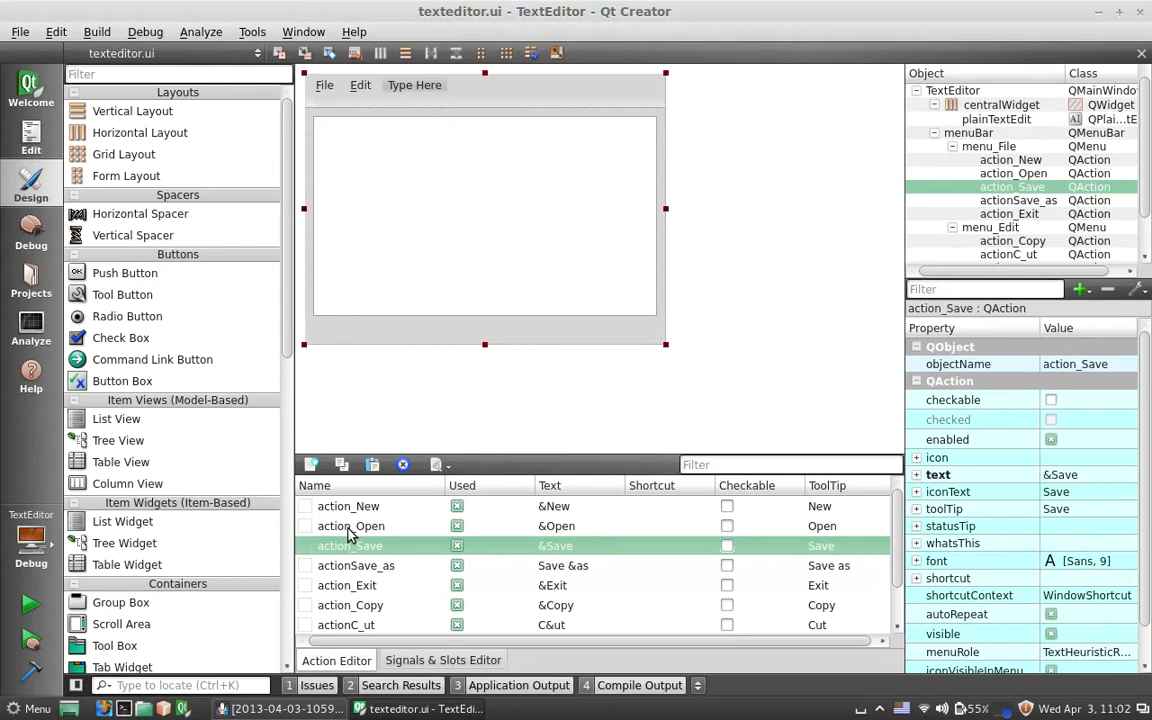 texteditor.ui - TextEditor - Qt Creator
File Edit Build Debug Analyze Tools Window Help
texteditor.ui
Welcome
Edit
Design
Debug
Projects
Analyze
Help
TextEditor
Debug
Filter
Layouts
Vertical Layout
Horizontal Layout
Grid Layout
Form Layout
Spacers
Horizontal Spacer
Vertical Spacer
Buttons
Push Button
Tool Button
Radio Button
Check Box
Command Link Button
Button Box
Item Views (Model-Based)
List View
Tree View
Table View
Column View
Item Widgets (Item-Based)
List Widget
Tree Widget
Table Widget
Containers
Group Box
Scroll Area
Tool Box
Tab Widget
File Edit Type Here
Filter
Name Used Text Shortcut Checkable ToolTip
action_New &New New
action_Open &Open Open
action_Save &Save Save
actionSave_as Save &as Save as
action_Exit &Exit Exit
action_Copy &Copy Copy
actionC_ut C&ut Cut
Action Editor Signals & Slots Editor
Object Class
TextEditor QMainWindo
centralWidget QWidget
plainTextEdit QPlai...tE
menuBar QMenuBar
menu_File QMenu
action_New QAction
action_Open QAction
action_Save QAction
actionSave_as QAction
action_Exit QAction
menu_Edit QMenu
action_Copy QAction
actionC_ut QAction
Filter
action_Save : QAction
Property Value
QObject
objectName action_Save
QAction
checkable
checked
enabled
icon
text &Save
iconText Save
toolTip Save
statusTip
whatsThis
font A [Sans, 9]
shortcut
shortcutContext WindowShortcut
autoRepeat
visible
menuRole TextHeuristicR...
iconVisibleInMenu
Type to locate (Ctrl+K) 1 Issues 2 Search Results 3 Application Output 4 Compile Output
Menu [2013-04-03-1059... texteditor.ui - TextEdi... 55% Wed Apr 3, 11:02